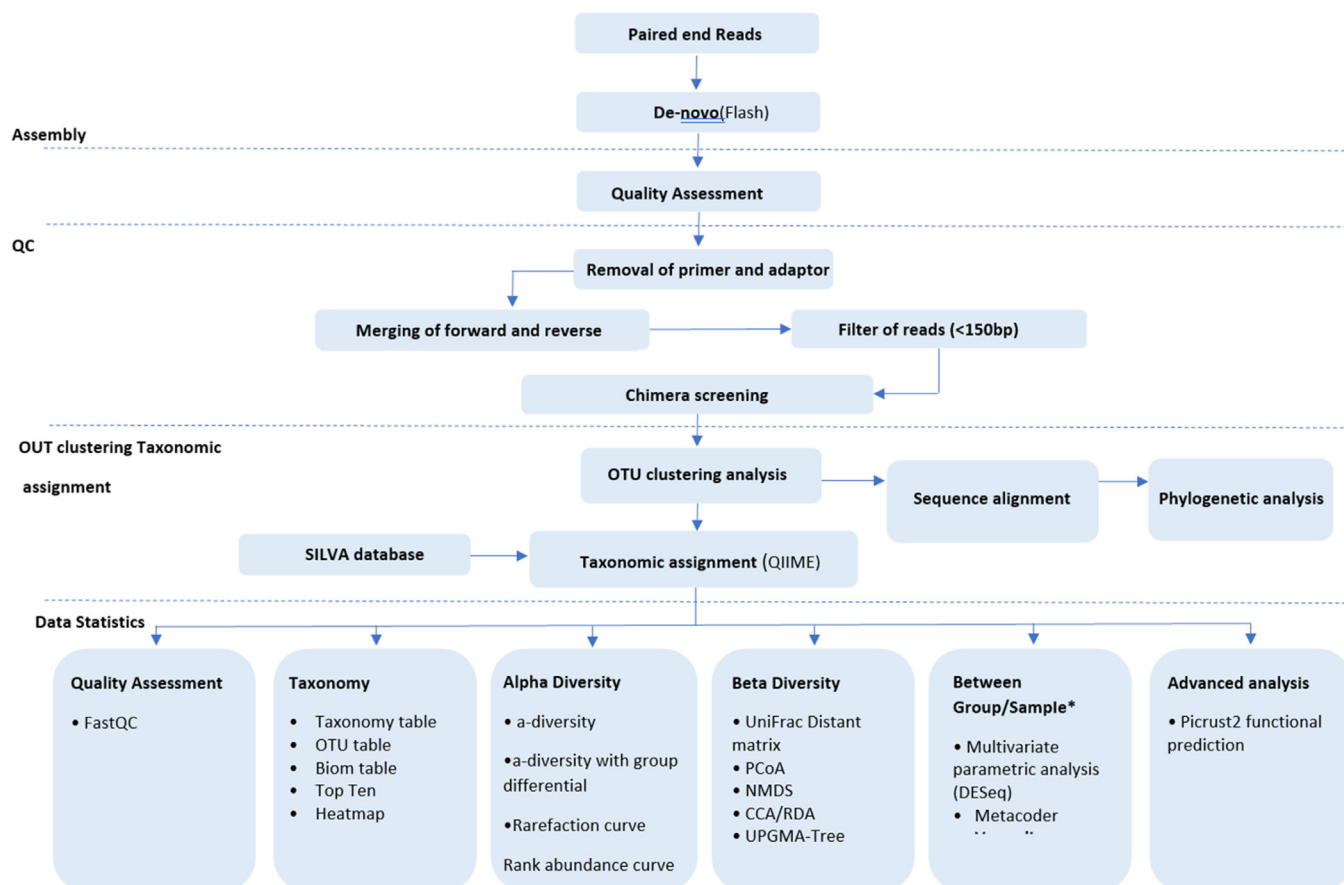 Paired end Reads
De-novo(Flash)
Assembly
Quality Assessment
QC
Removal of primer and adaptor
Merging of forward and reverse
Filter of reads (<150bp)
Chimera screening
OUT clustering Taxonomic
assignment
OTU clustering analysis
Sequence alignment
Phylogenetic analysis
SILVA database
Taxonomic assignment (QIIME)
Data Statistics
Quality Assessment
• FastQC
Taxonomy
• Taxonomy table
• OTU table
• Biom table
• Top Ten
• Heatmap
Alpha Diversity
• a-diversity
•a-diversity with group
differential
•Rarefaction curve
Rank abundance curve
Beta Diversity
• UniFrac Distant
matrix
• PCoA
• NMDS
• CCA/RDA
• UPGMA-Tree
Between
Group/Sample*
• Multivariate
parametric analysis
(DESeq)
• Metacoder
Advanced analysis
• Picrust2 functional
prediction